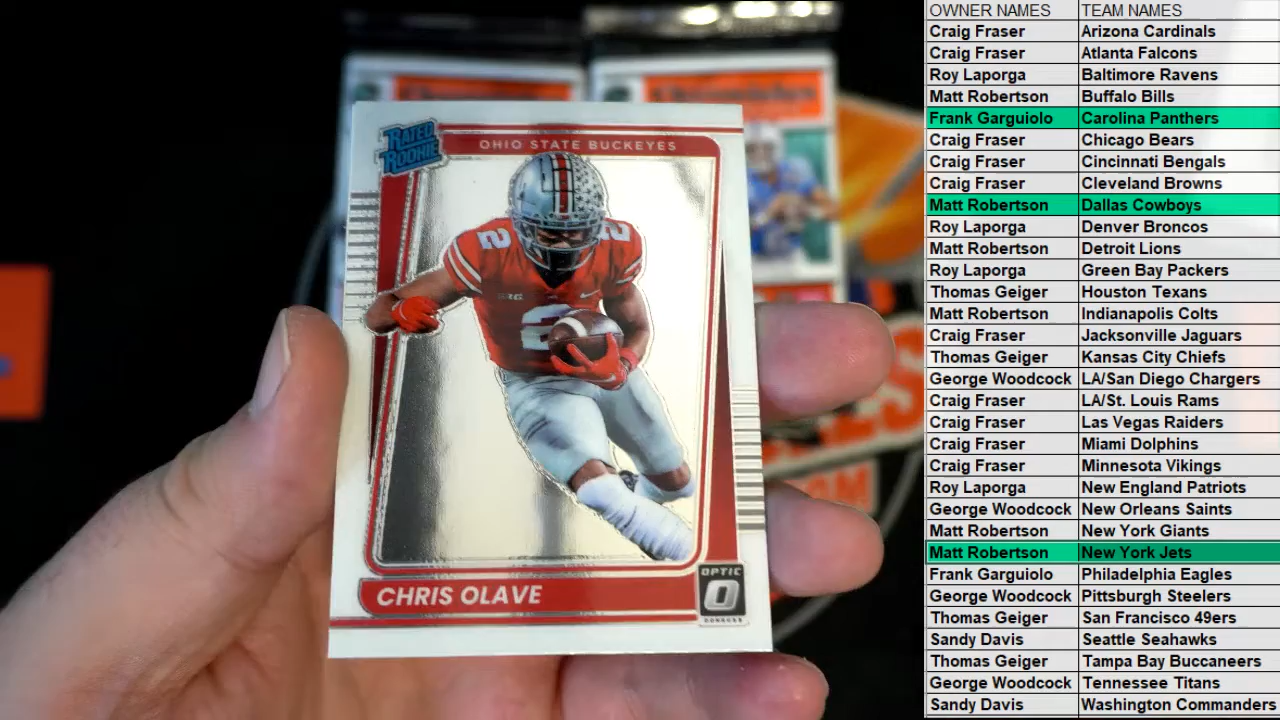 RATED
ROOKIE
OHIO STATE BUCKEYES
2
2
2
CHRIS OLAVE
OPTIC
O
DONRUSS
OWNER NAMES TEAM NAMES
Craig Fraser Arizona Cardinals
Craig Fraser Atlanta Falcons
Roy Laporga Baltimore Ravens
Matt Robertson Buffalo Bills
Frank Garguiolo Carolina Panthers
Craig Fraser Chicago Bears
Craig Fraser Cincinnati Bengals
Craig Fraser Cleveland Browns
Matt Robertson Dallas Cowboys
Roy Laporga Denver Broncos
Matt Robertson Detroit Lions
Roy Laporga Green Bay Packers
Thomas Geiger Houston Texans
Matt Robertson Indianapolis Colts
Craig Fraser Jacksonville Jaguars
Thomas Geiger Kansas City Chiefs
George Woodcock LA/San Diego Chargers
Craig Fraser LA/St. Louis Rams
Craig Fraser Las Vegas Raiders
Craig Fraser Miami Dolphins
Craig Fraser Minnesota Vikings
Roy Laporga New England Patriots
George Woodcock New Orleans Saints
Matt Robertson New York Giants
Matt Robertson New York Jets
Frank Garguiolo Philadelphia Eagles
George Woodcock Pittsburgh Steelers
Thomas Geiger San Francisco 49ers
Sandy Davis Seattle Seahawks
Thomas Geiger Tampa Bay Buccaneers
George Woodcock Tennessee Titans
Sandy Davis Washington Commanders